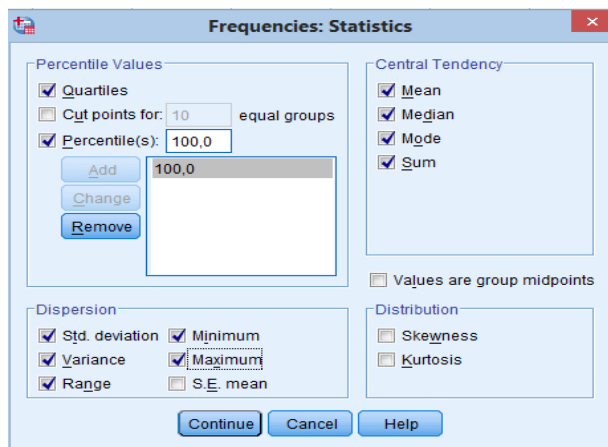 Frequencies: Statistics
Percentile Values
Quartiles
Cut points for: 10 equal groups
Percentile(s): 100,0
Add
Change
Remove
100,0
Central Tendency
Mean
Median
Mode
Sum
Values are group midpoints
Dispersion
Std. deviation Minimum
Variance Maximum
Range S.E. mean
Distribution
Skewness
Kurtosis
Continue Cancel Help